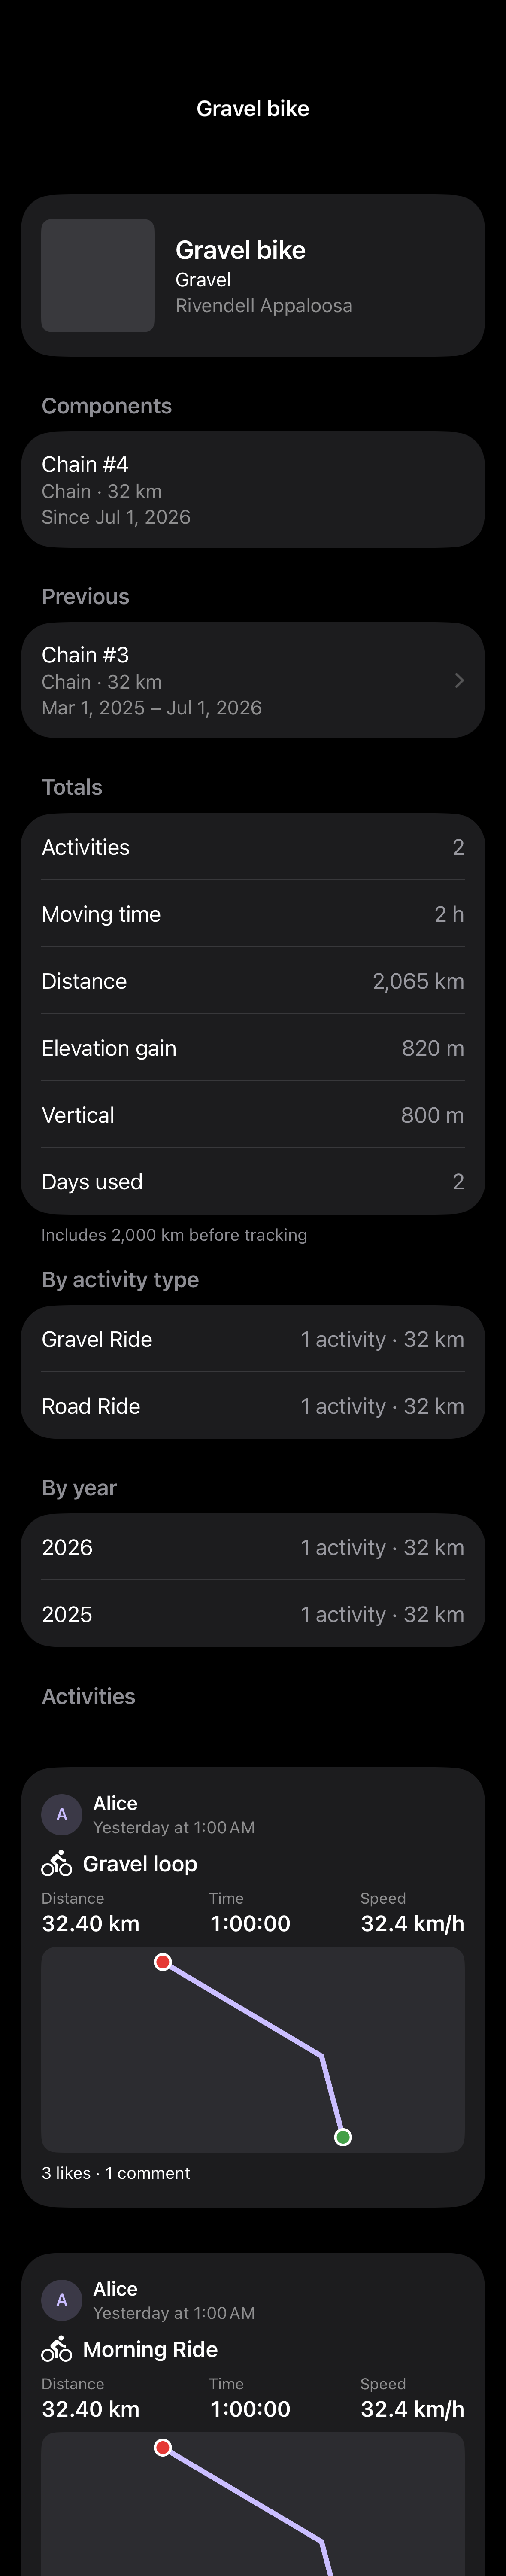 Gravel bike
Gravel bike
Gravel
Rivendell Appaloosa
Components
Chain #4
Chain · 32 km
Since Jul 1, 2026
Previous
Chain #3
Chain · 32 km
Mar 1, 2025 – Jul 1, 2026
Totals
Activities 2
Moving time 2 h
Distance 2,065 km
Elevation gain 820 m
Vertical 800 m
Days used 2
Includes 2,000 km before tracking
By activity type
Gravel Ride 1 activity · 32 km
Road Ride 1 activity · 32 km
By year
2026 1 activity · 32 km
2025 1 activity · 32 km
Activities
A Alice
Yesterday at 1:00 AM
Gravel loop
Distance Time Speed
32.40 km 1:00:00 32.4 km/h
3 likes · 1 comment
A Alice
Yesterday at 1:00 AM
Morning Ride
Distance Time Speed
32.40 km 1:00:00 32.4 km/h